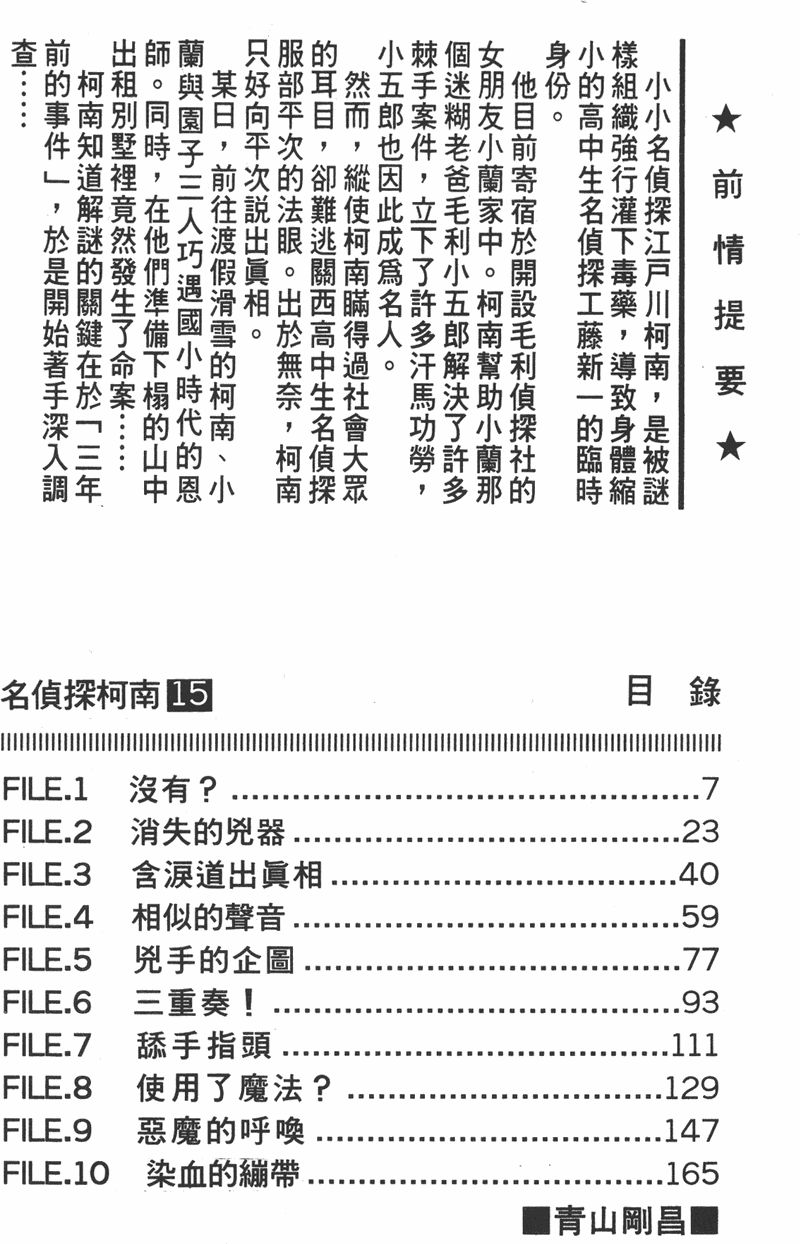 ★前情提要★
小小名偵探江戶川柯南，是被謎
樣組織強行灌下毒藥，導致身體縮
小的高中生名偵探工藤新一的臨時
身份。
他目前寄宿於開設毛利偵探社的
女朋友小蘭家中。柯南幫助小蘭那
個迷糊老爸毛利小五郎解決了許多
棘手案件，立下了許多汗馬功勞，
小五郎也因此成爲名人。
然而，縱使柯南瞞得過社會大眾
的耳目，卻難逃關西高中生名偵探
服部平次的法眼。出於無奈，柯南
只好向平次說出眞相。
某日，前往渡假滑雪的柯南、小
蘭與園子三人巧遇國小時代的恩
師。同時，在他們準備下榻的山中
出租別墅裡竟然發生了命案……
柯南知道解謎的關鍵在於「三年
前的事件」，於是開始著手深入調
查……
名偵探柯南15 目錄
FILE.1 沒有？……7
FILE.2 消失的兇器……23
FILE.3 含淚道出眞相……40
FILE.4 相似的聲音……59
FILE.5 兇手的企圖……77
FILE.6 三重奏！……93
FILE.7 舔手指頭……111
FILE.8 使用了魔法？……129
FILE.9 惡魔的呼喚……147
FILE.10 染血的繃帶……165
■青山剛昌■